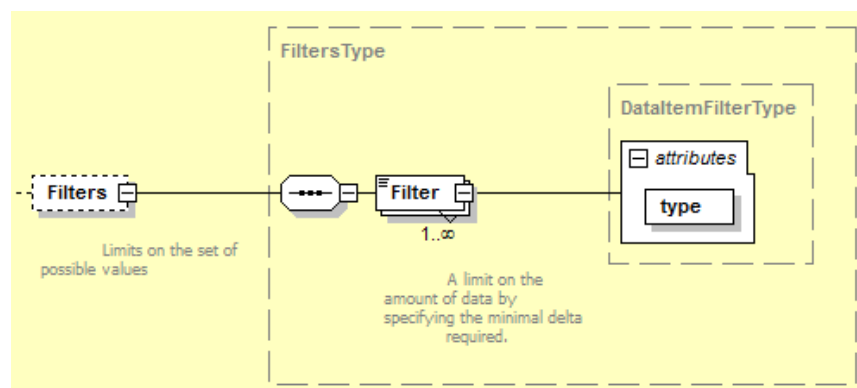 FiltersType
DataItemFilterType
attributes
Filters
Filter
type
1..∞
Limits on the set of
possible values
A limit on the
amount of data by
specifying the minimal delta
required.